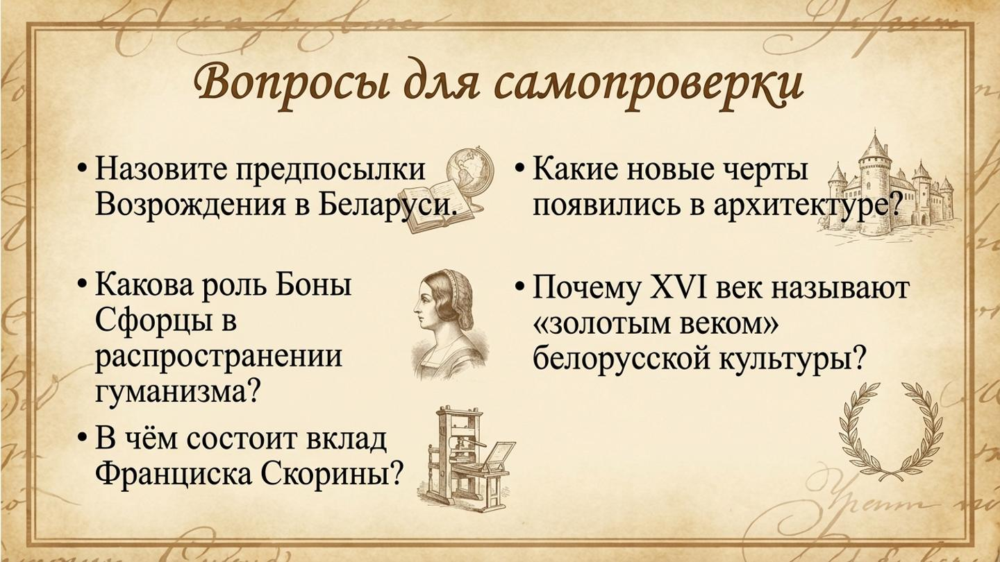 Вопросы для самопроверки
• Назовите предпосылки
Возрождения в Беларуси.
• Какова роль Боны
Сфорцы в
распространении
гуманизма?
• В чём состоит вклад
Франциска Скорины?
• Какие новые черты
появились в архитектуре?
• Почему XVI век называют
«золотым веком»
белорусской культуры?